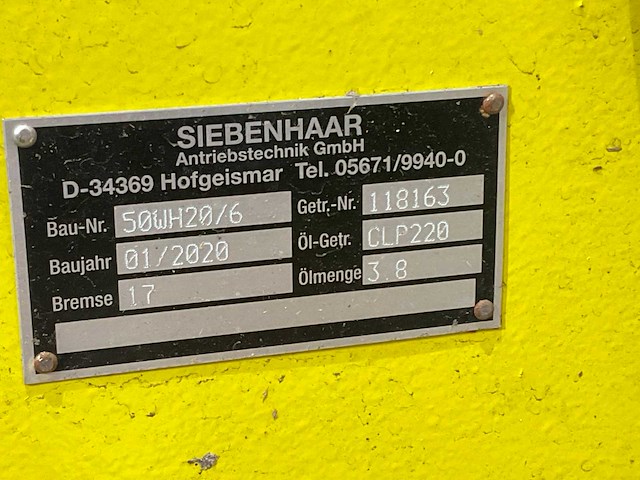 SIEBENHAAR
Antriebstechnik GmbH
D-34369 Hofgeismar Tel. 05671/9940-0
Bau-Nr. 50WH20/6 Getr.-Nr. 118163
Baujahr 01/2020 Öl-Getr. CLP220
Bremse 17 Ölmenge 3.8